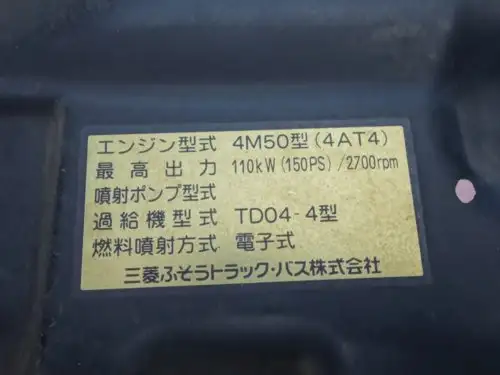 エンジン型式 4M50型(4AT4)
最高出力 110kW(150PS)/2700rpm
噴射ポンプ型式
過給機型式 TD04-4型
燃料噴射方式 電子式
三菱ふそうトラック・バス株式会社